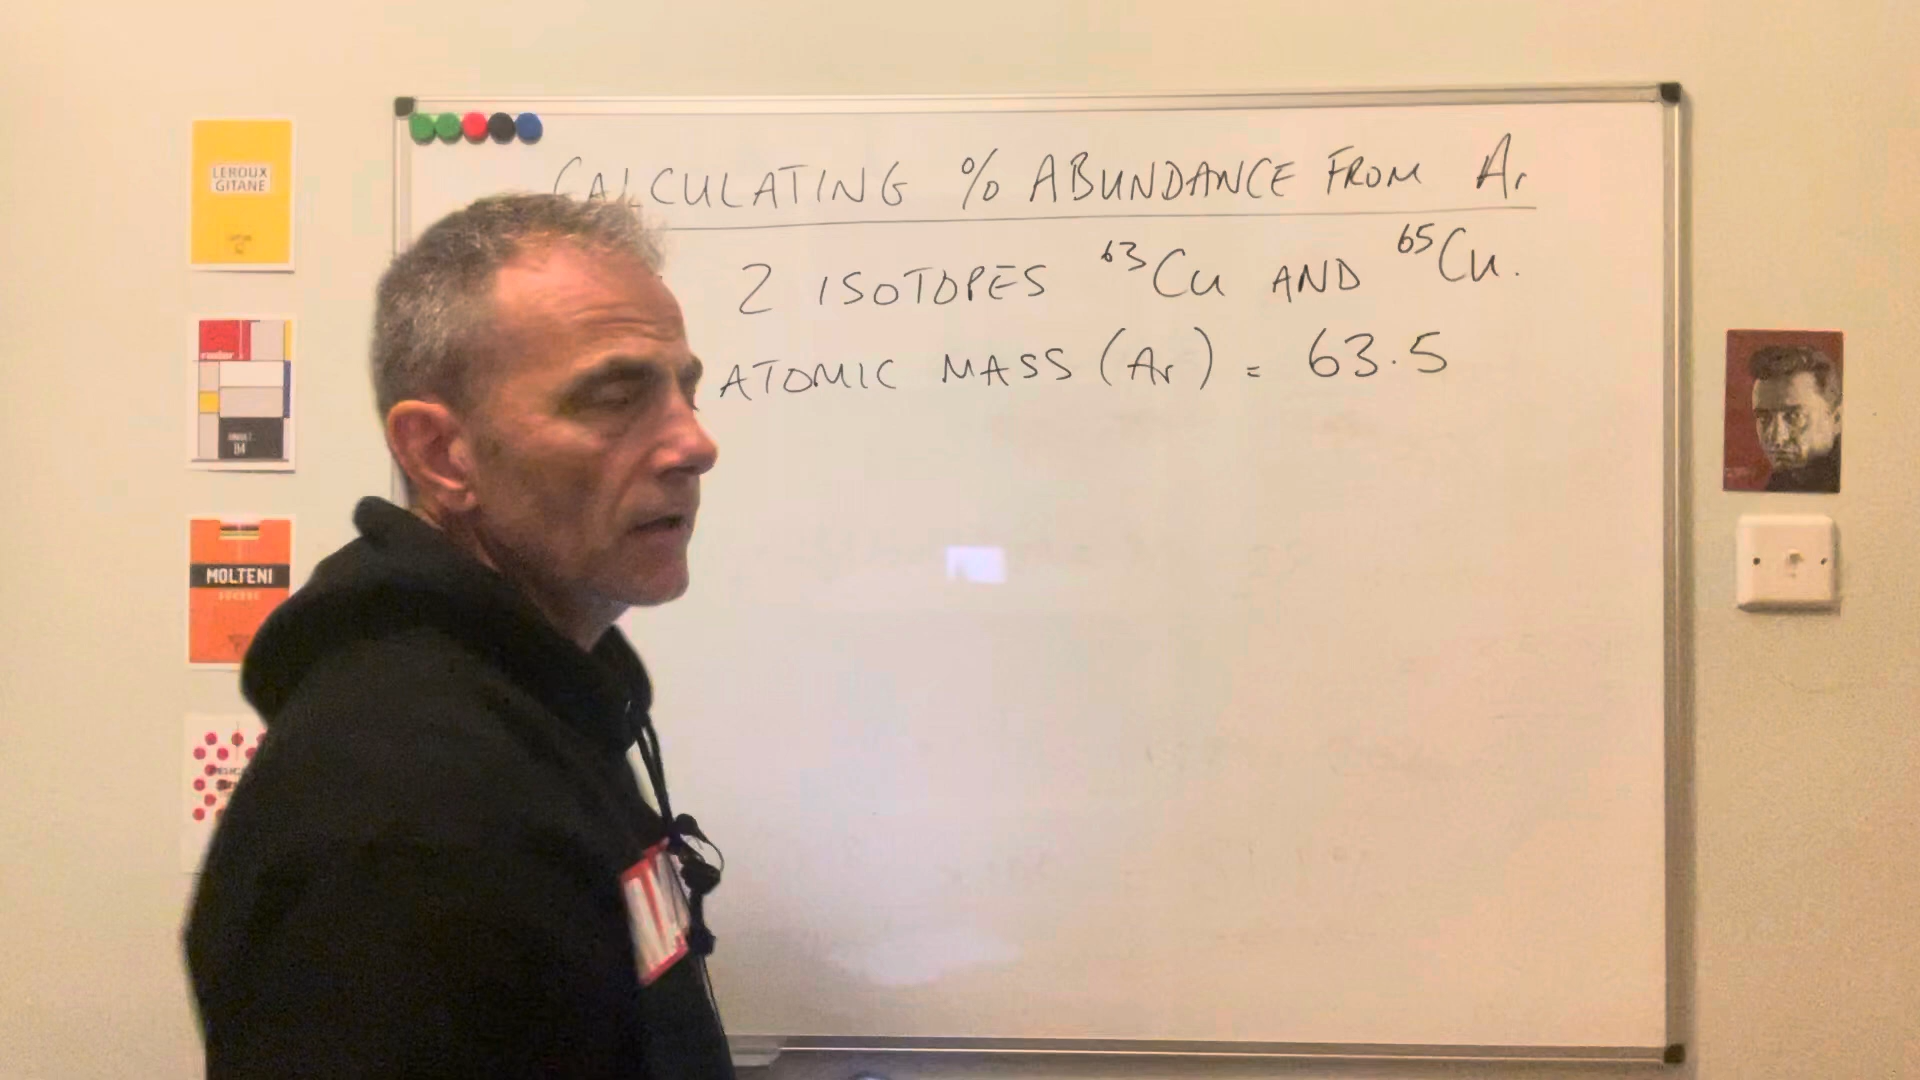 CALCULATING % ABUNDANCE FROM Ar
2 ISOTOPES ⁶³Cu AND ⁶⁵Cu.
ATOMIC MASS (Ar) = 63.5
LEROUX
GITANE
MOLTENI